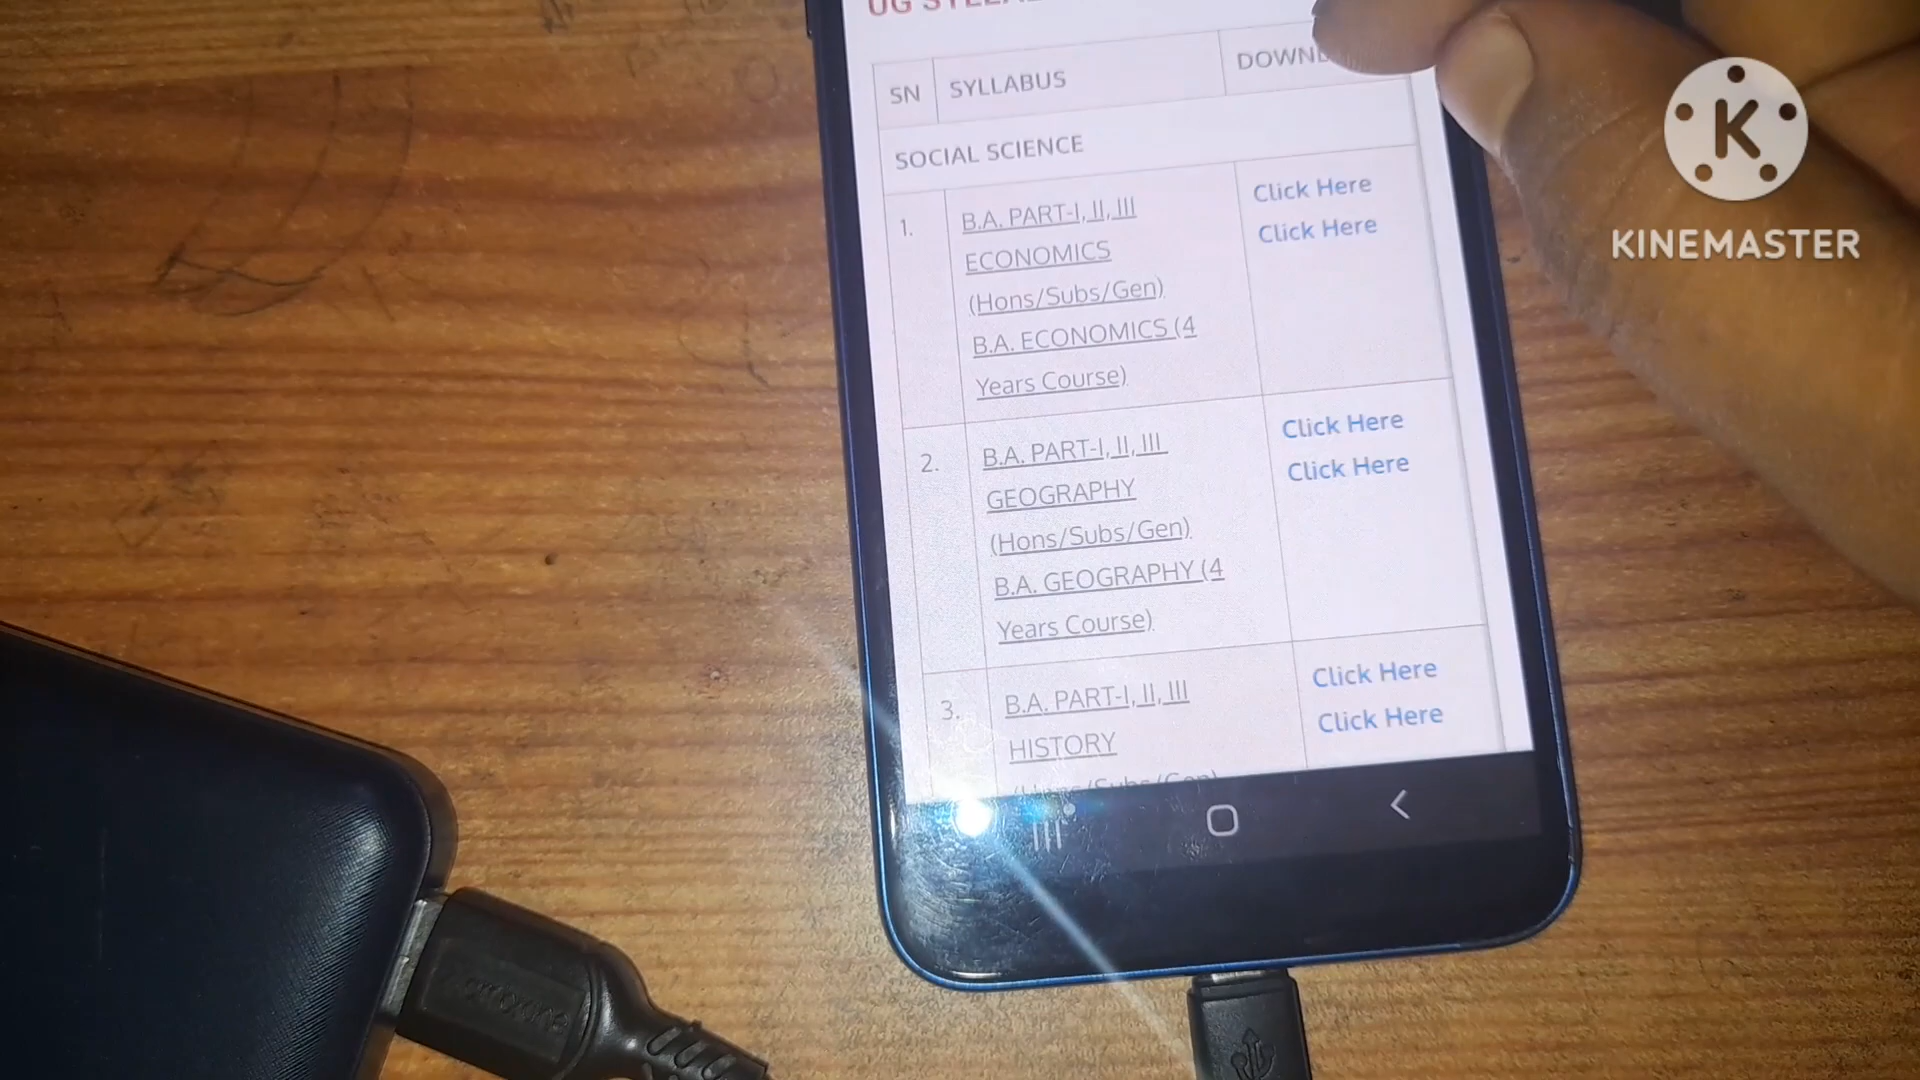 UG
SN SYLLABUS
SOCIAL SCIENCE
1. B.A. PART-I, II, III
ECONOMICS
(Hons/Subs/Gen)
B.A. ECONOMICS (4
Years Course)
Click Here
Click Here
2. B.A. PART-I, II, III
GEOGRAPHY
(Hons/Subs/Gen)
B.A. GEOGRAPHY (4
Years Course)
Click Here
Click Here
3. B.A. PART-I, II, III
HISTORY
Click Here
Click Here
K
KINEMASTER